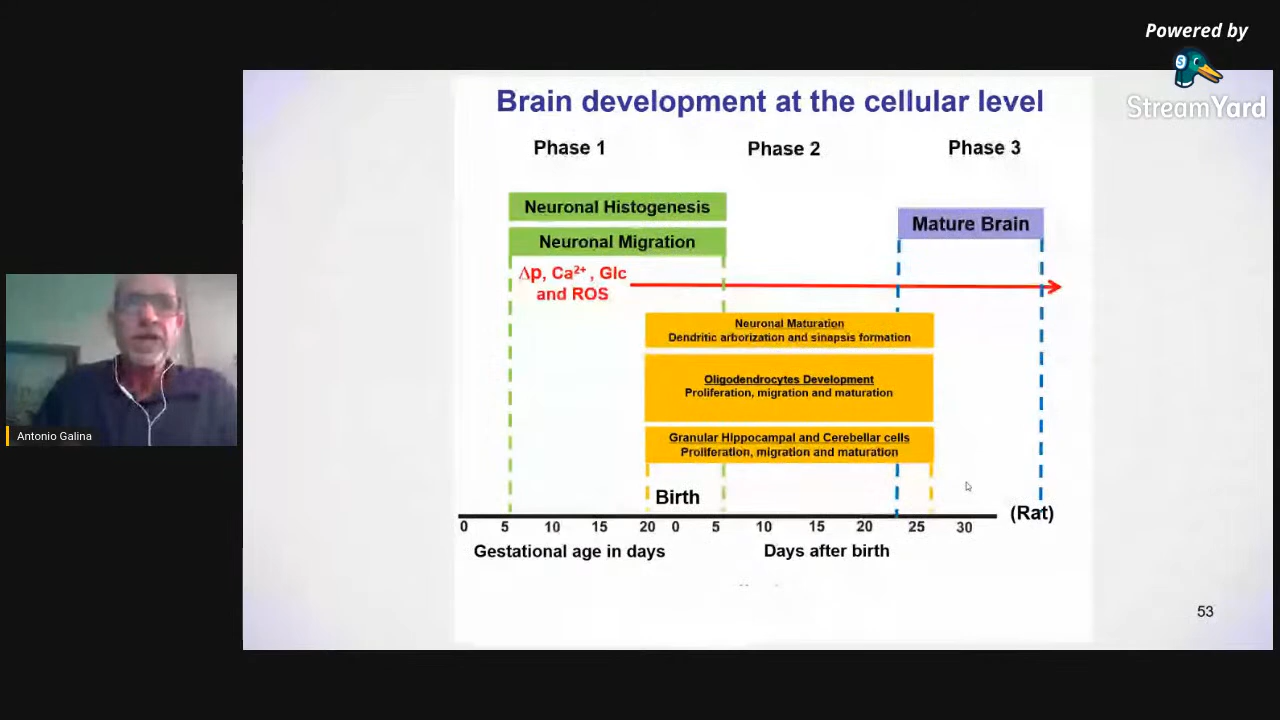 Powered by
StreamYard
Brain development at the cellular level
Phase 1
Phase 2
Phase 3
Neuronal Histogenesis
Neuronal Migration
Mature Brain
Δp, Ca²⁺ , Glc
and ROS
Neuronal Maturation
Dendritic arborization and sinapsis formation
Oligodendrocytes Development
Proliferation, migration and maturation
Granular Hippocampal and Cerebellar cells
Proliferation, migration and maturation
Birth
(Rat)
0 5 10 15 20 0 5 10 15 20 25 30
Gestational age in days
Days after birth
Antonio Galina
53